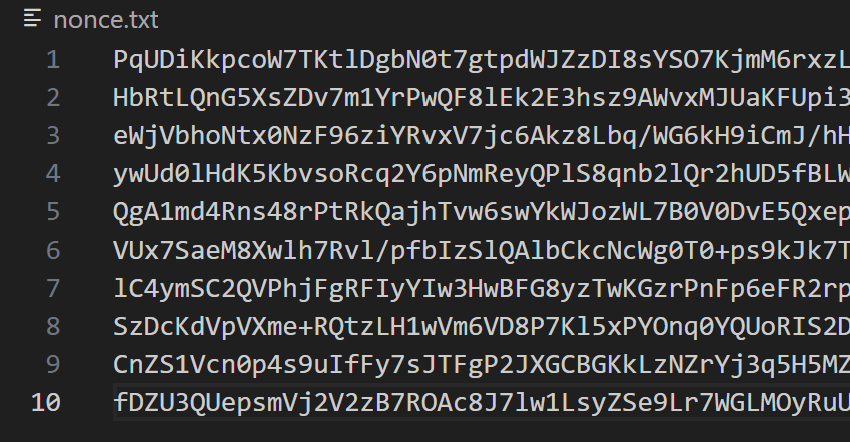 nonce.txt
1 PqUDiKkpcoW7TKtlDgbN0t7gtpdWJZzDI8sYSO7KjmM6rxzL
2 HbRtLQnG5XsZDv7m1YrPwQF8lEk2E3hsz9AWvxMJUaKFUpi3
3 eWjVbhoNtx0NzF96ziYRvxV7jc6Akz8Lbq/WG6kH9iCmJ/hH
4 ywUd0lHdK5KbvsoRcq2Y6pNmReyQPlS8qnb2lQr2hUD5fBLW
5 QgA1md4Rns48rPtRkQajhTvw6swYkWJozWL7B0V0DvE5Qxep
6 VUx7SaeM8Xwlh7Rvl/pfbIzSlQAlbCkcNcWg0T0+ps9kJk7T
7 lC4ymSC2QVPhjFgRFIyYIw3HwBFG8yzTwKGzrPnFp6eFR2rp
8 SzDcKdVpVXme+RQtzLH1wVm6VD8P7Kl5xPYOnq0YQUoRIS2D
9 CnZS1Vcn0p4s9uIfFy7sJTFgP2JXGCBGKkLzNZrYj3q5H5MZ
10 fDZU3QUepsmVj2V2zB7ROAc8J7lw1LsyZSe9Lr7WGLMOyRuU